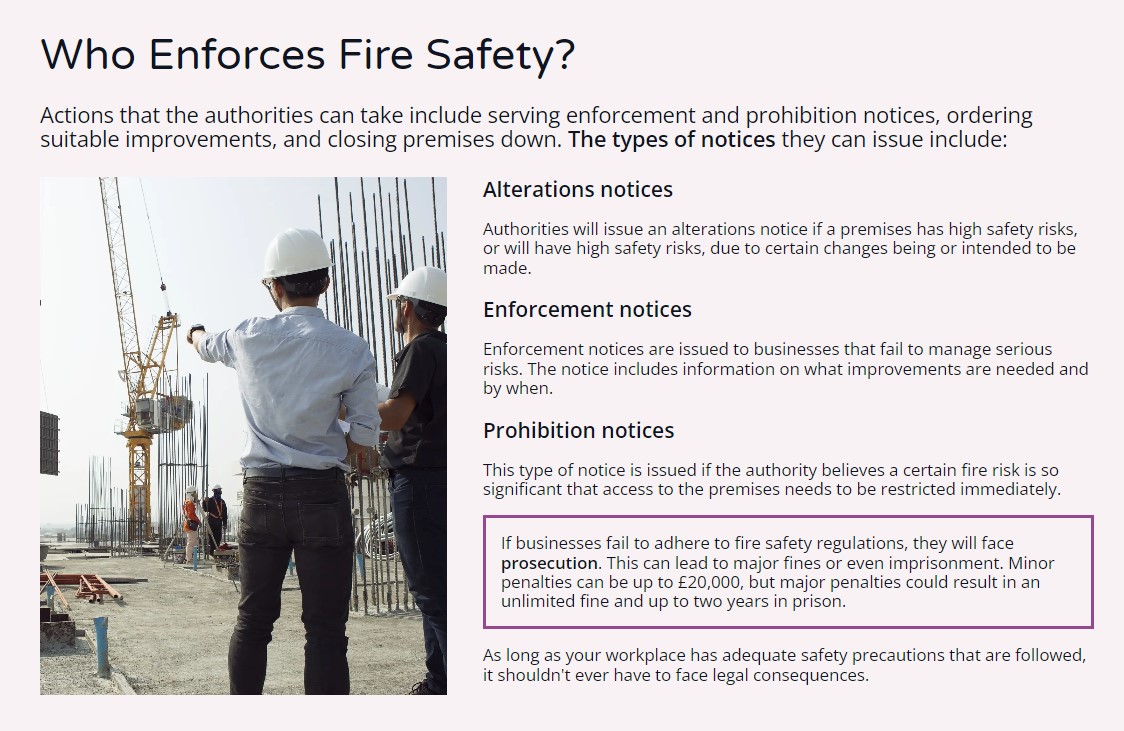 Who Enforces Fire Safety?
Actions that the authorities can take include serving enforcement and prohibition notices, ordering
suitable improvements, and closing premises down. The types of notices they can issue include:
Alterations notices
Authorities will issue an alterations notice if a premises has high safety risks,
or will have high safety risks, due to certain changes being or intended to be
made.
Enforcement notices
Enforcement notices are issued to businesses that fail to manage serious
risks. The notice includes information on what improvements are needed and
by when.
Prohibition notices
This type of notice is issued if the authority believes a certain fire risk is so
significant that access to the premises needs to be restricted immediately.
If businesses fail to adhere to fire safety regulations, they will face
prosecution. This can lead to major fines or even imprisonment. Minor
penalties can be up to £20,000, but major penalties could result in an
unlimited fine and up to two years in prison.
As long as your workplace has adequate safety precautions that are followed,
it shouldn't ever have to face legal consequences.